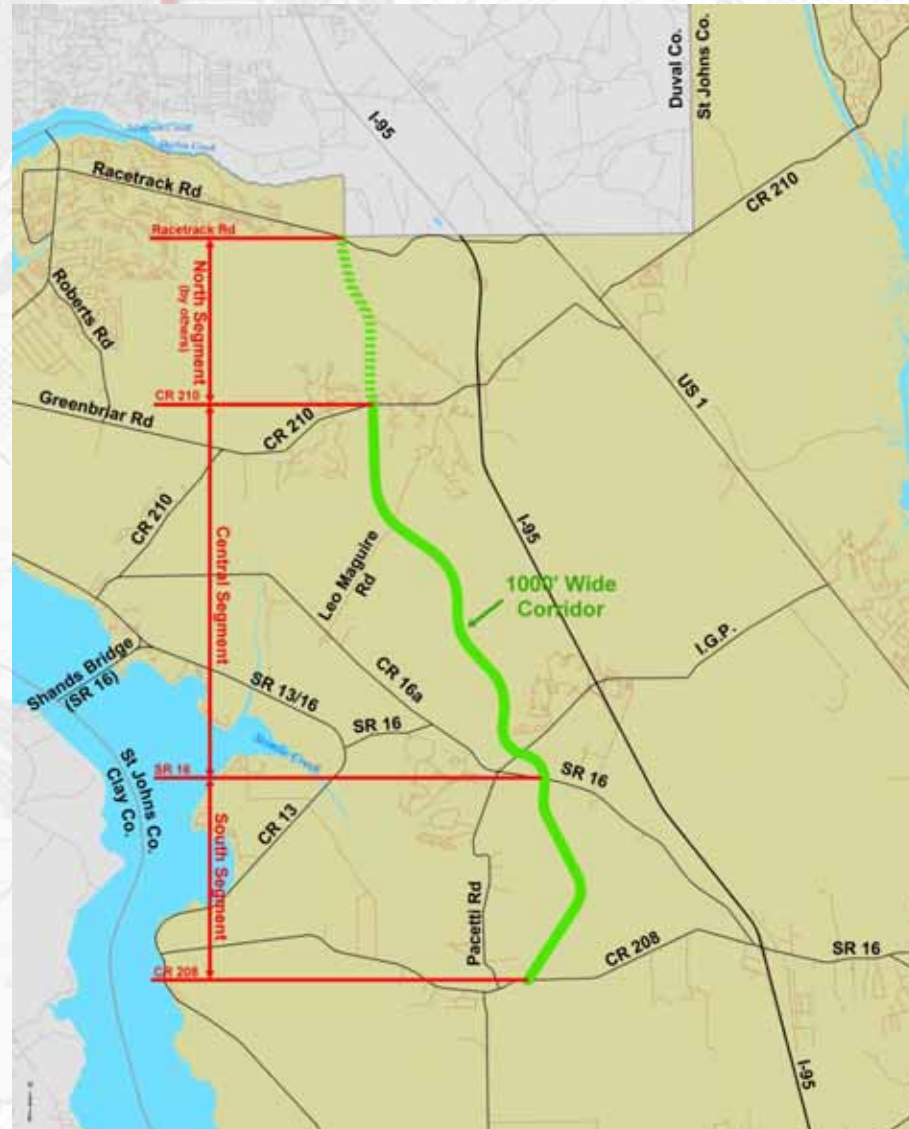 Duval Co.
St Johns Co.
I-95
CR 210
Racetrack Rd
Racetrack Rd
North Segment
(by others)
Roberts Rd
US 1
CR 210
Greenbriar Rd
CR 210
CR 210
I-95
Central Segment
Leo Maguire
Rd
1000' Wide
Corridor
I.G.P.
CR 16a
Shands Bridge
(SR 16)
SR 13/16
SR 16
St Johns Co.
Clay Co.
SR 16
SR 16
CR 13
South Segment
Pacetti Rd
CR 208
SR 16
CR 208
I-95